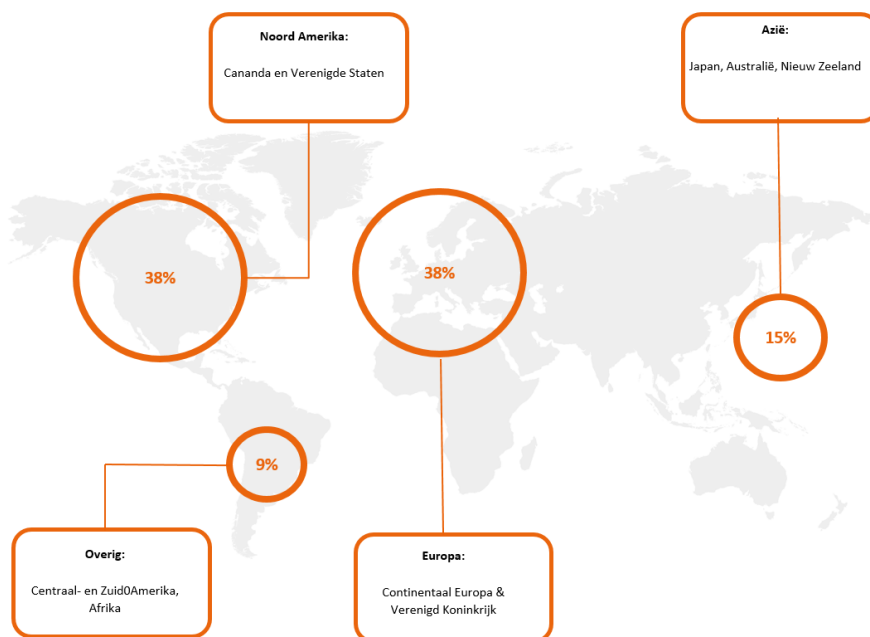 Noord Amerika:
Cananda en Verenigde Staten
Azië:
Japan, Australië, Nieuw Zeeland
38%
38%
15%
9%
Overig:
Centraal- en Zuid0Amerika,
Afrika
Europa:
Continentaal Europa &
Verenigd Koninkrijk